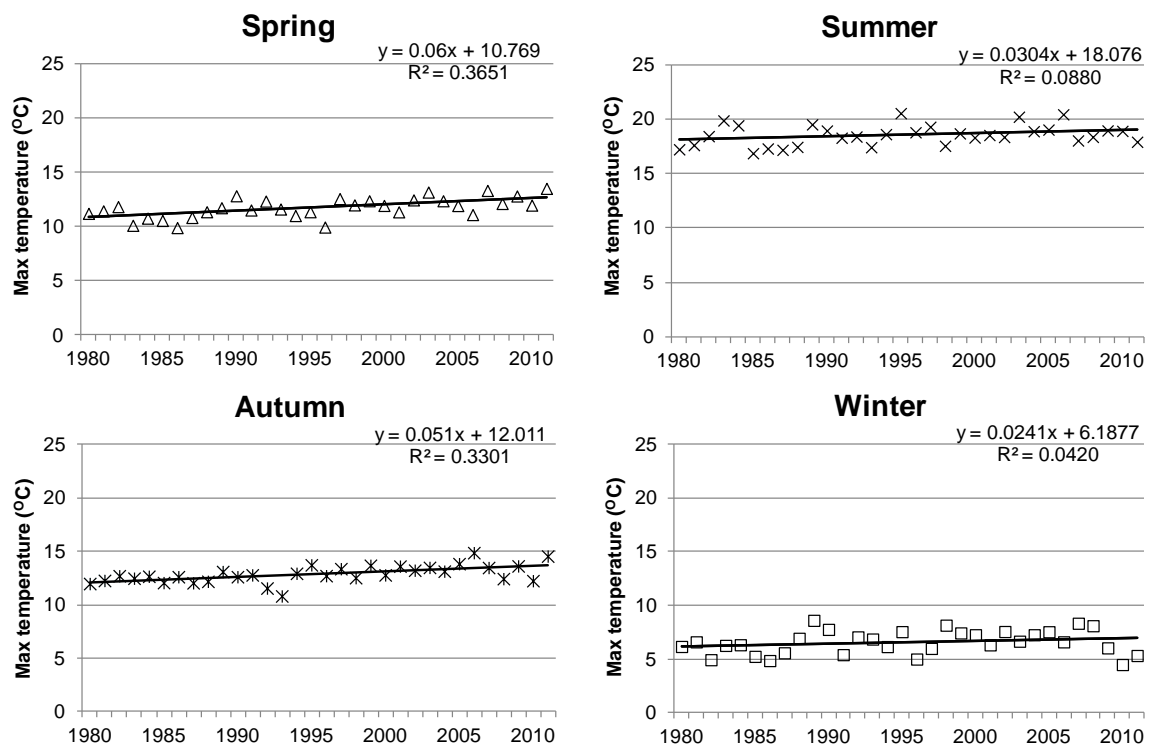 Spring
y = 0.06x + 10.769
R² = 0.3651
Max temperature (ᴼC)
25
20
15
10
5
0
1980 1985 1990 1995 2000 2005 2010
Summer
y = 0.0304x + 18.076
R² = 0.0880
Max temperature (ᴼC)
25
20
15
10
5
0
1980 1985 1990 1995 2000 2005 2010
Autumn
y = 0.051x + 12.011
R² = 0.3301
Max temperature (ᴼC)
25
20
15
10
5
0
1980 1985 1990 1995 2000 2005 2010
Winter
y = 0.0241x + 6.1877
R² = 0.0420
Max temperature (ᴼC)
25
20
15
10
5
0
1980 1985 1990 1995 2000 2005 2010